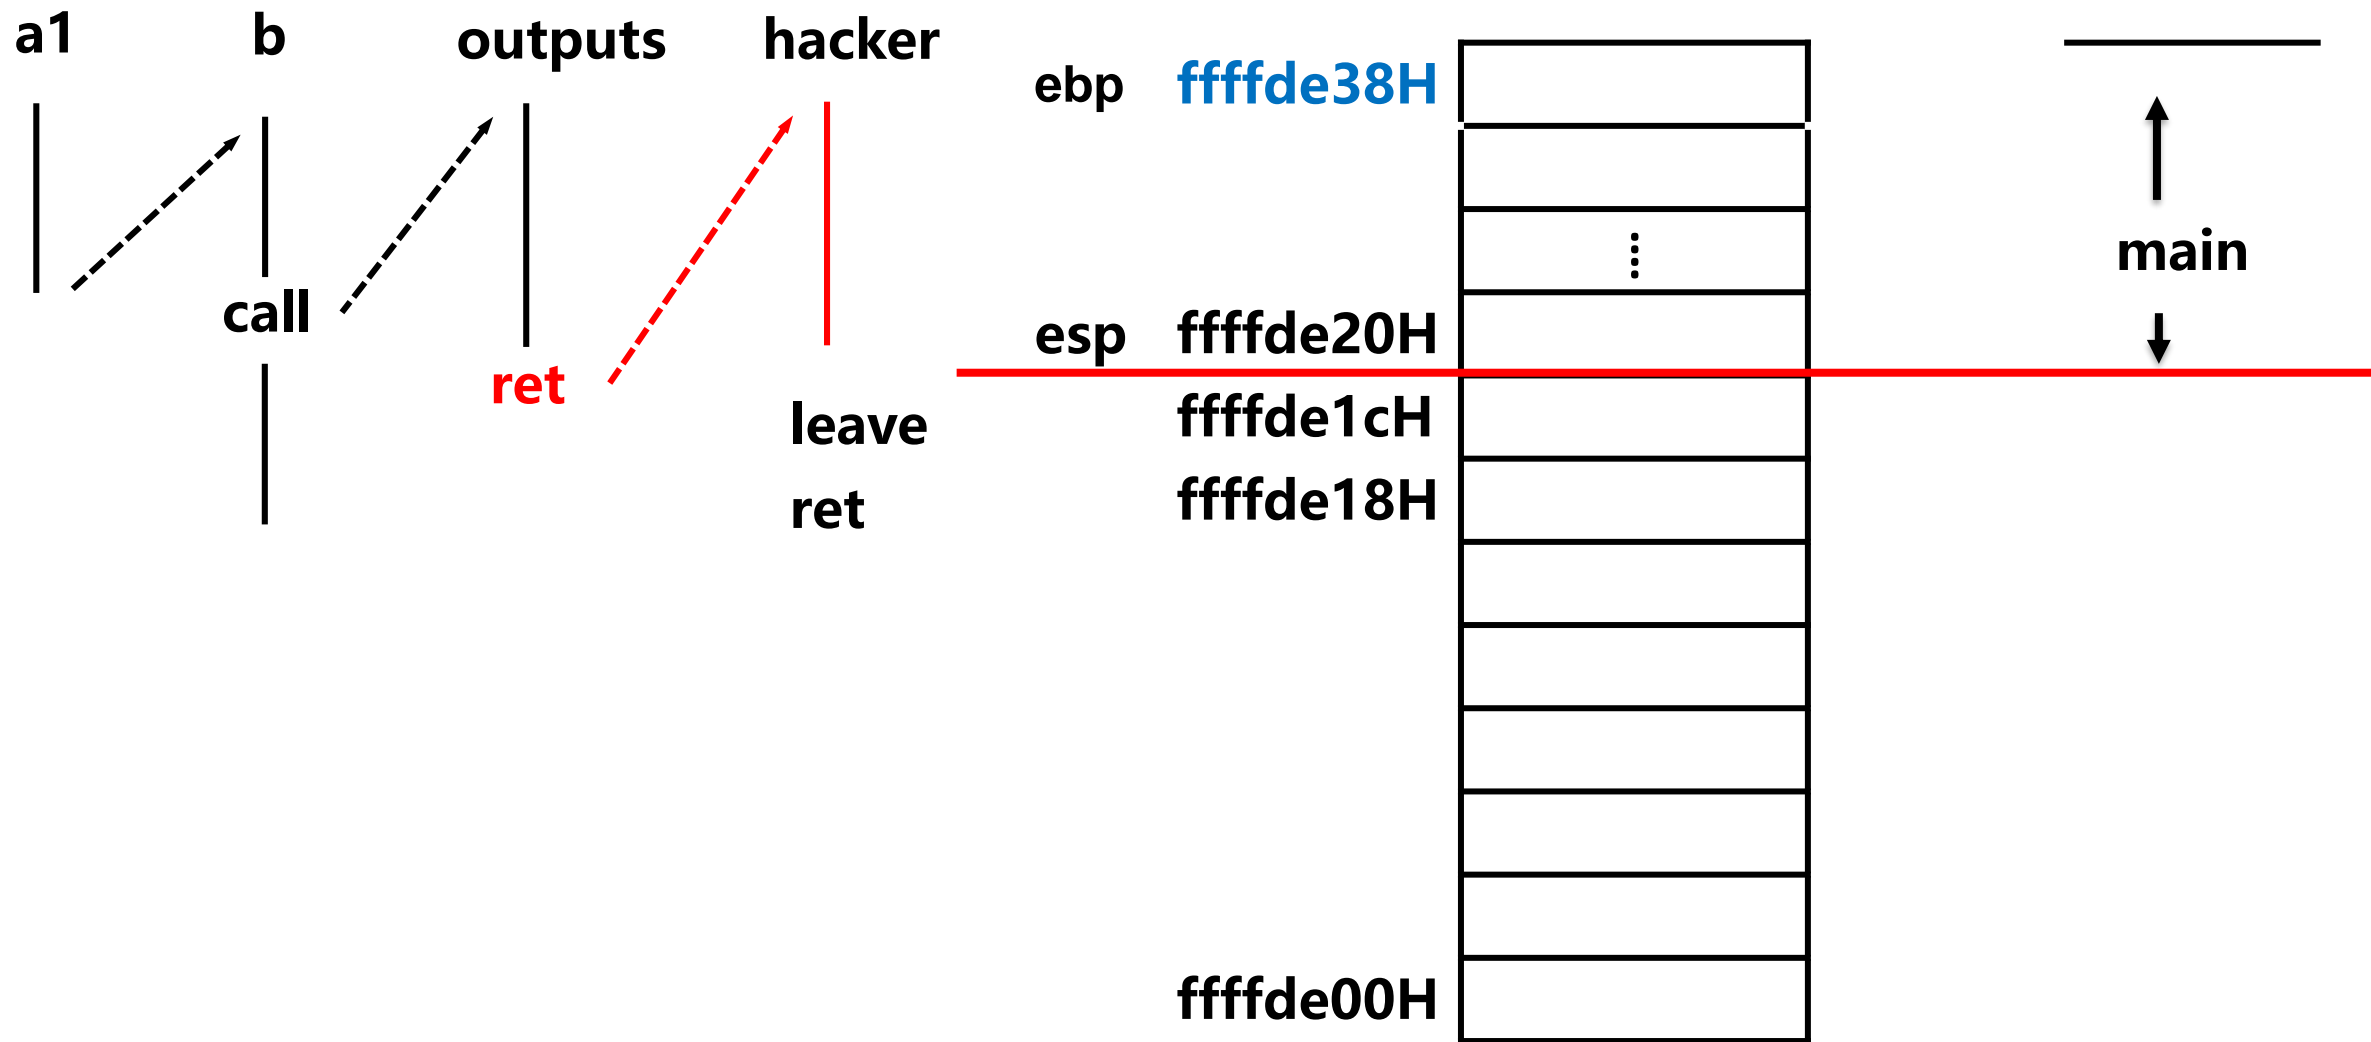 a1 b outputs hacker
call
ret
leave
ret
ebp ffffde38H
main
esp ffffde20H
ffffde1cH
ffffde18H
ffffde00H